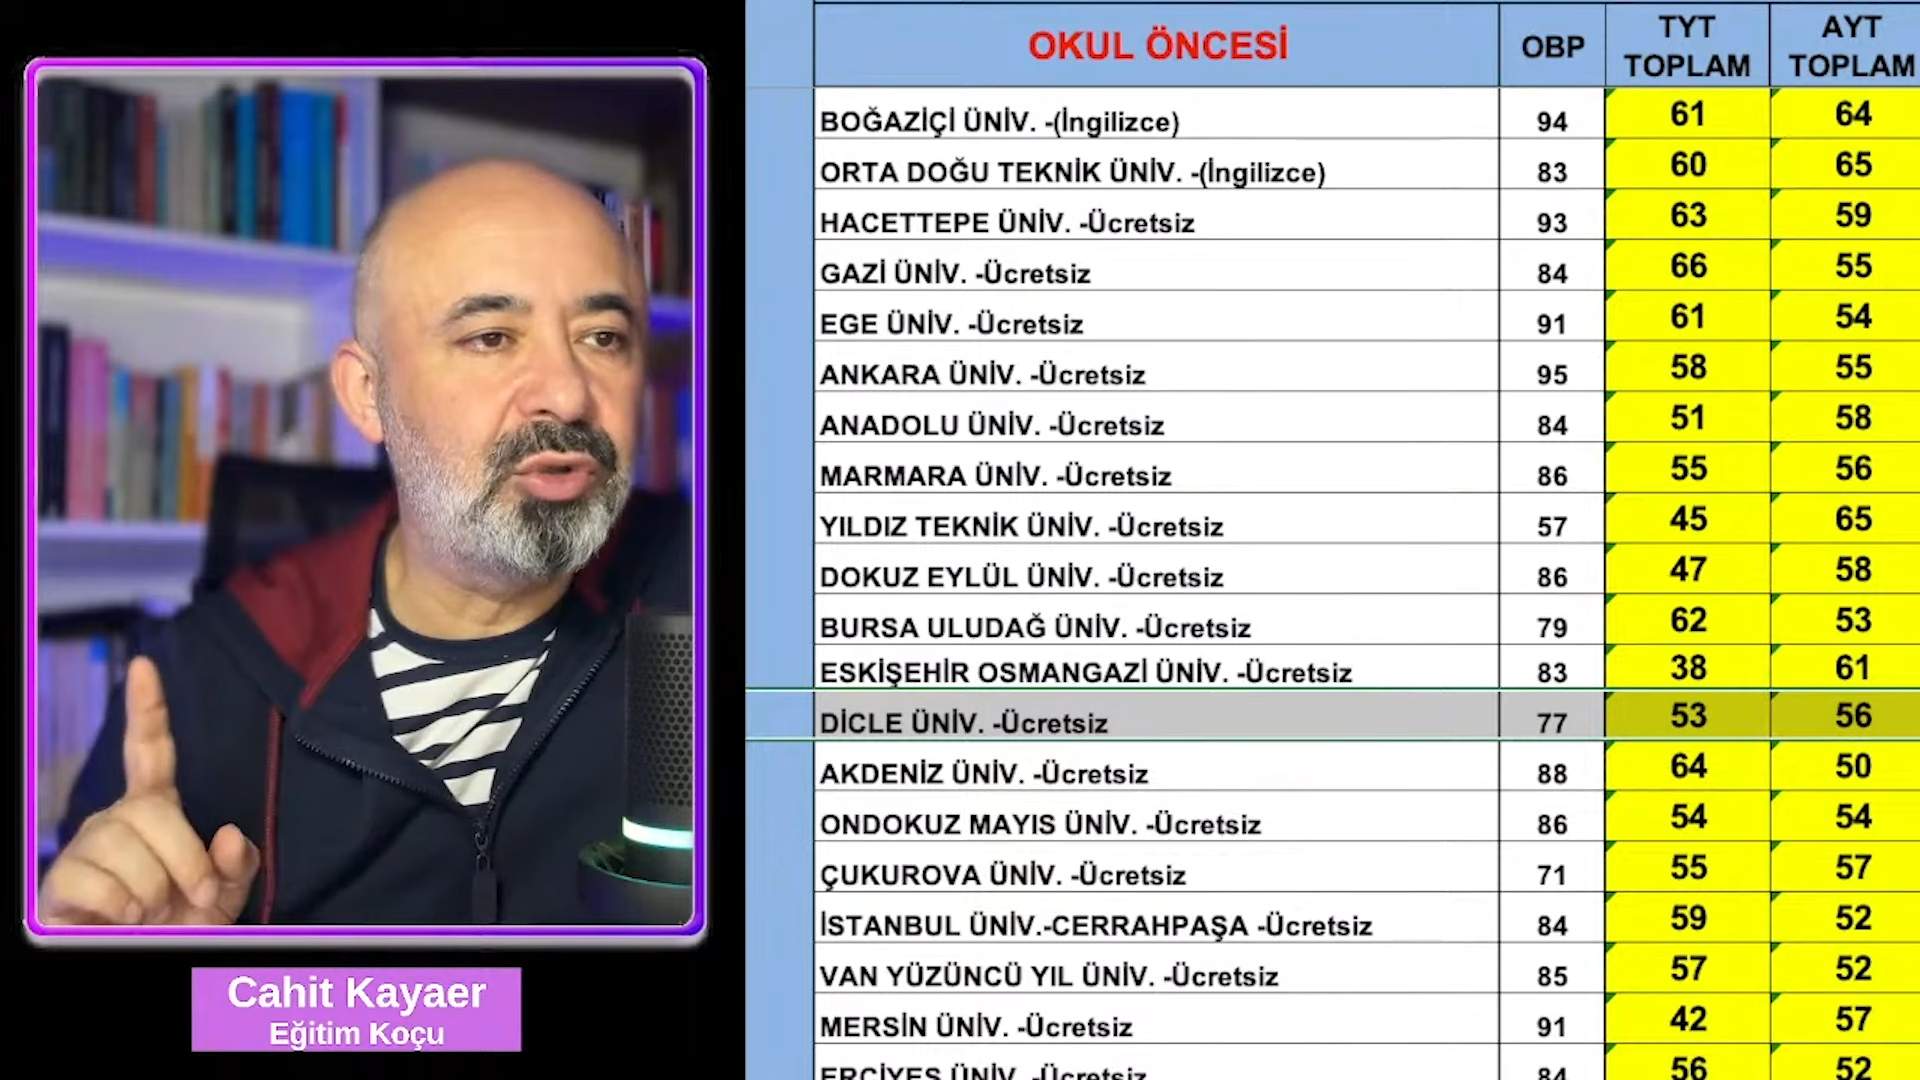 OKUL ÖNCESİ OBP TYT TOPLAM AYT TOPLAM
BOĞAZİÇİ ÜNİV. -(İngilizce) 94 61 64
ORTA DOĞU TEKNİK ÜNİV. -(İngilizce) 83 60 65
HACETTEPE ÜNİV. -Ücretsiz 93 63 59
GAZİ ÜNİV. -Ücretsiz 84 66 55
EGE ÜNİV. -Ücretsiz 91 61 54
ANKARA ÜNİV. -Ücretsiz 95 58 55
ANADOLU ÜNİV. -Ücretsiz 84 51 58
MARMARA ÜNİV. -Ücretsiz 86 55 56
YILDIZ TEKNİK ÜNİV. -Ücretsiz 57 45 65
DOKUZ EYLÜL ÜNİV. -Ücretsiz 86 47 58
BURSA ULUDAĞ ÜNİV. -Ücretsiz 79 62 53
ESKİŞEHİR OSMANGAZİ ÜNİV. -Ücretsiz 83 38 61
DİCLE ÜNİV. -Ücretsiz 77 53 56
AKDENİZ ÜNİV. -Ücretsiz 88 64 50
ONDOKUZ MAYIS ÜNİV. -Ücretsiz 86 54 54
ÇUKUROVA ÜNİV. -Ücretsiz 71 55 57
İSTANBUL ÜNİV.-CERRAHPAŞA -Ücretsiz 84 59 52
VAN YÜZÜNCÜ YIL ÜNİV. -Ücretsiz 85 57 52
MERSİN ÜNİV. -Ücretsiz 91 42 57
ERCİYES ÜNİV. -Ücretsiz 84 56 52
Cahit Kayaer
Eğitim Koçu